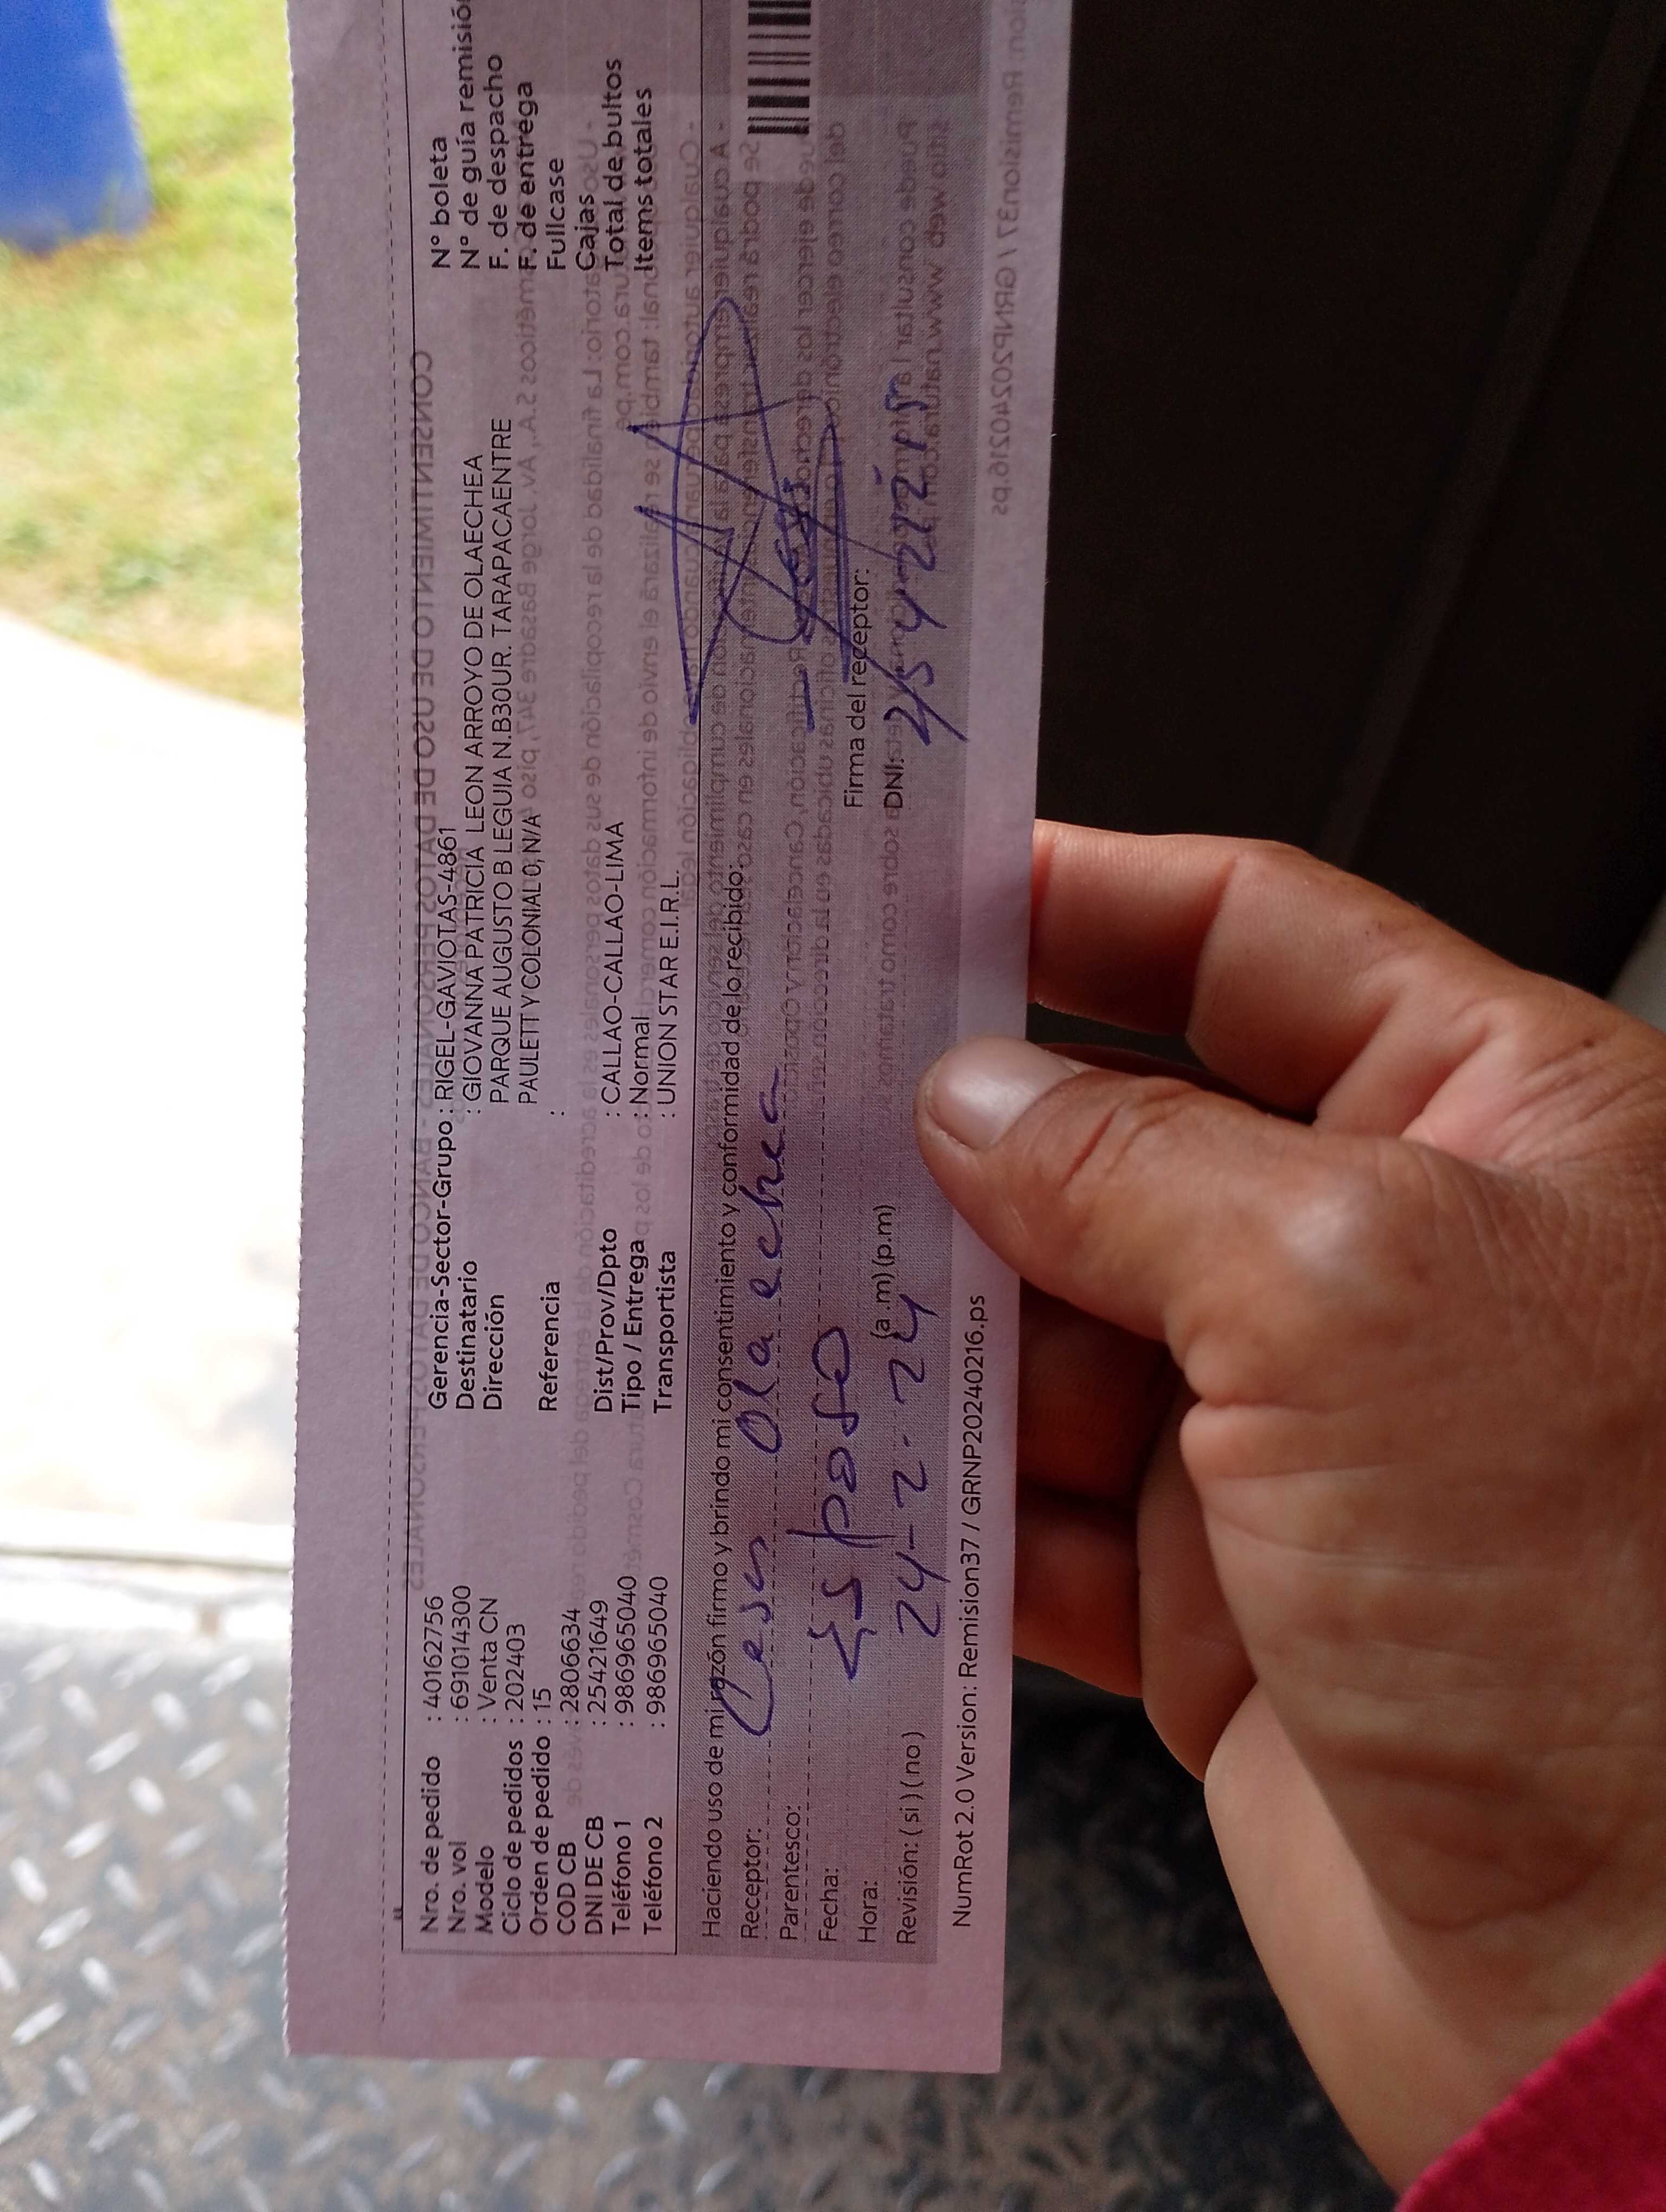 Nro. de pedido : 40162756
Nro. vol : 691014300
Modelo : Venta CN
Ciclo de pedidos : 202403
Orden de pedido : 15
COD CB : 2806634
DNI DE CB : 25421649
Teléfono 1 : 986965040
Teléfono 2 : 986965040
Gerencia-Sector-Grupo : RIGEL-GAVIOTAS-4861
Destinatario : GIOVANNA PATRICIA LEON ARROYO DE OLAECHEA
Dirección PARQUE AUGUSTO B LEGUIA N.B30UR. TARAPACAENTRE
PAULETT Y COLONIAL 0, N/A
Referencia :
Dist/Prov/Dpto : CALLAO-CALLAO-LIMA
Tipo / Entrega : Normal
Transportista : UNION STAR E.I.R.L.
N° boleta
N° de guía remisión
F. de despacho
F. de entrega
Fullcase
Cajas
Total de bultos
Items totales
Haciendo uso de mi razón firmo y brindo mi consentimiento y conformidad de lo recibido:
Receptor: Cesar Olaechea
Parentesco: Esposo
Fecha: 24-2-24
Hora: (a .m) (p.m)
Revisión: ( si ) ( no )
Firma del receptor:
DNI:
NumRot 2.0 Version: Remision37 / GRNP20240216.ps